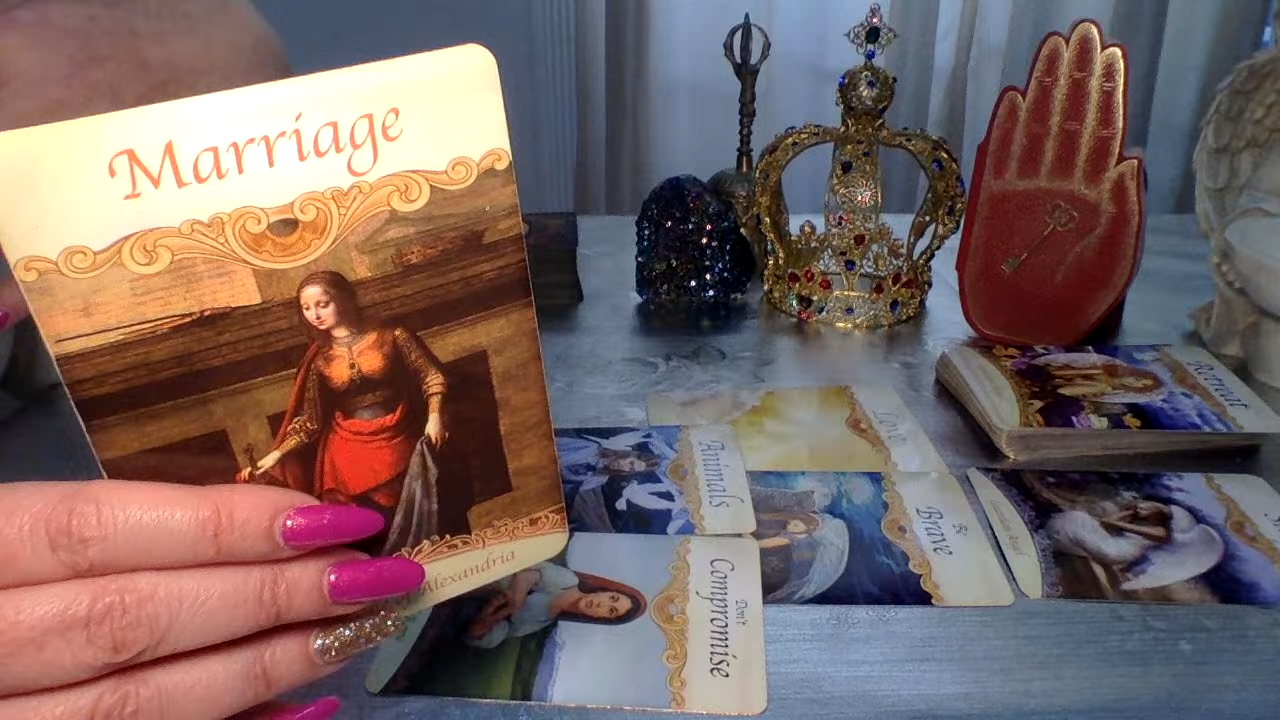 Marriage
Alexandria
Retreat
Love
Animals
Be
Brave
Don't
Compromise